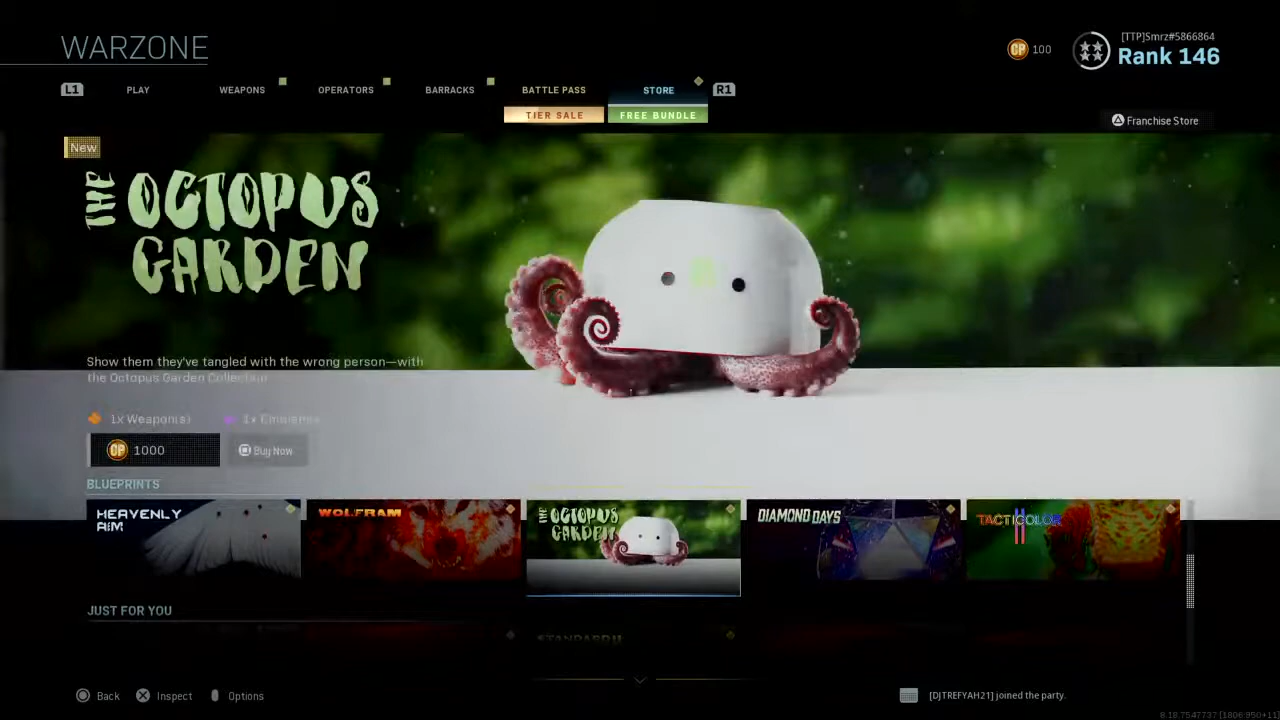 WARZONE
CP 100
[TTP]Smrz#5866864
Rank 146
L1 PLAY WEAPONS OPERATORS BARRACKS BATTLE PASS STORE R1
TIER SALE FREE BUNDLE
Franchise Store
New
THE OCTOPUS
GARDEN
Show them they've tangled with the wrong person—with
the Octopus Garden Collection
1x Weapon(s) 1x Emblems
CP 1000 Buy Now
BLUEPRINTS
HEAVENLY
AIM
WOLFRAM
THE OCTOPUS
GARDEN
DIAMOND DAYS
TACTICOLOR
JUST FOR YOU
Back Inspect Options
[DJTREFYAH21] joined the party.